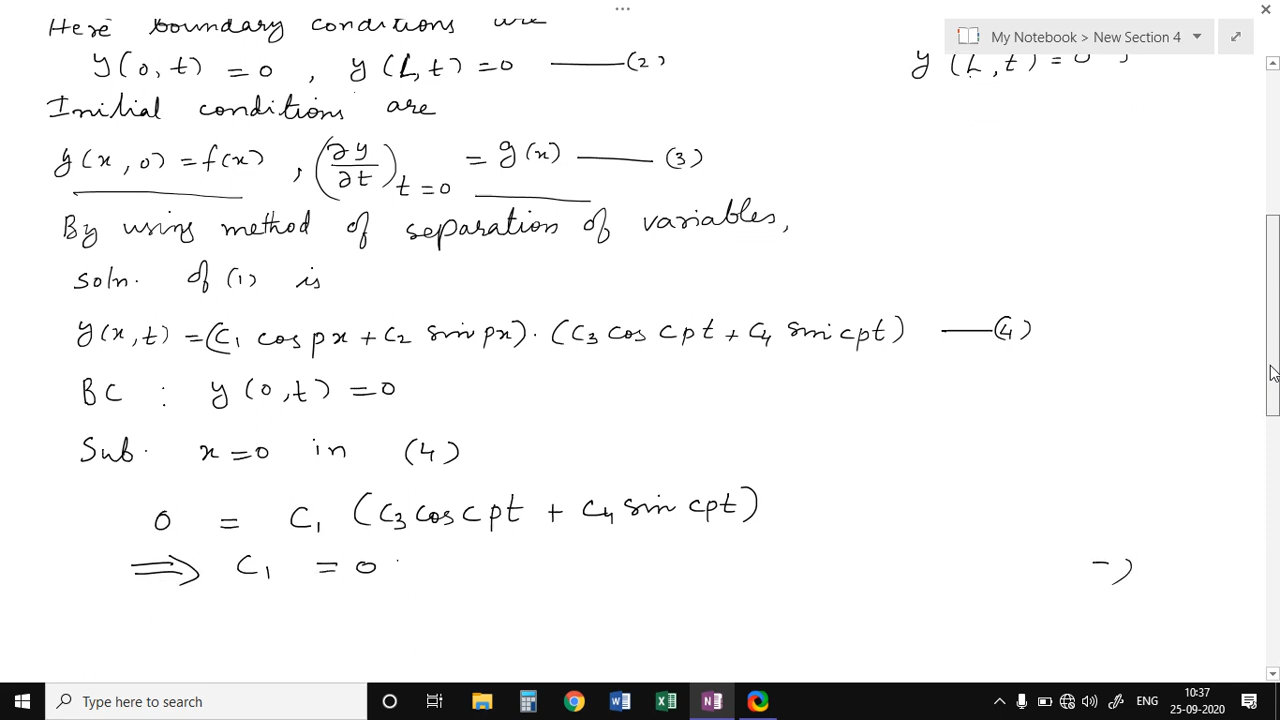 ...
Here boundary conditions are
My Notebook > New Section 4
y(0,t) = 0 , y(L,t) = 0 ——(2)
y(L,t) = 0 ,
Initial conditions are
y(x,0) = f(x) , (∂y/∂t)t=0 = g(x) —— (3)
By using method of separation of variables,
Soln. of (1) is
y(x,t) = (C1 cos px + C2 sin px) . (C3 cos cpt + C4 sin cpt) ——(4)
BC : y(0,t) = 0
Sub. x = 0 in (4)
0 = C1 (C3 cos cpt + C4 sin cpt)
⟹ C1 = 0
Type here to search
ENG
10:37
25-09-2020